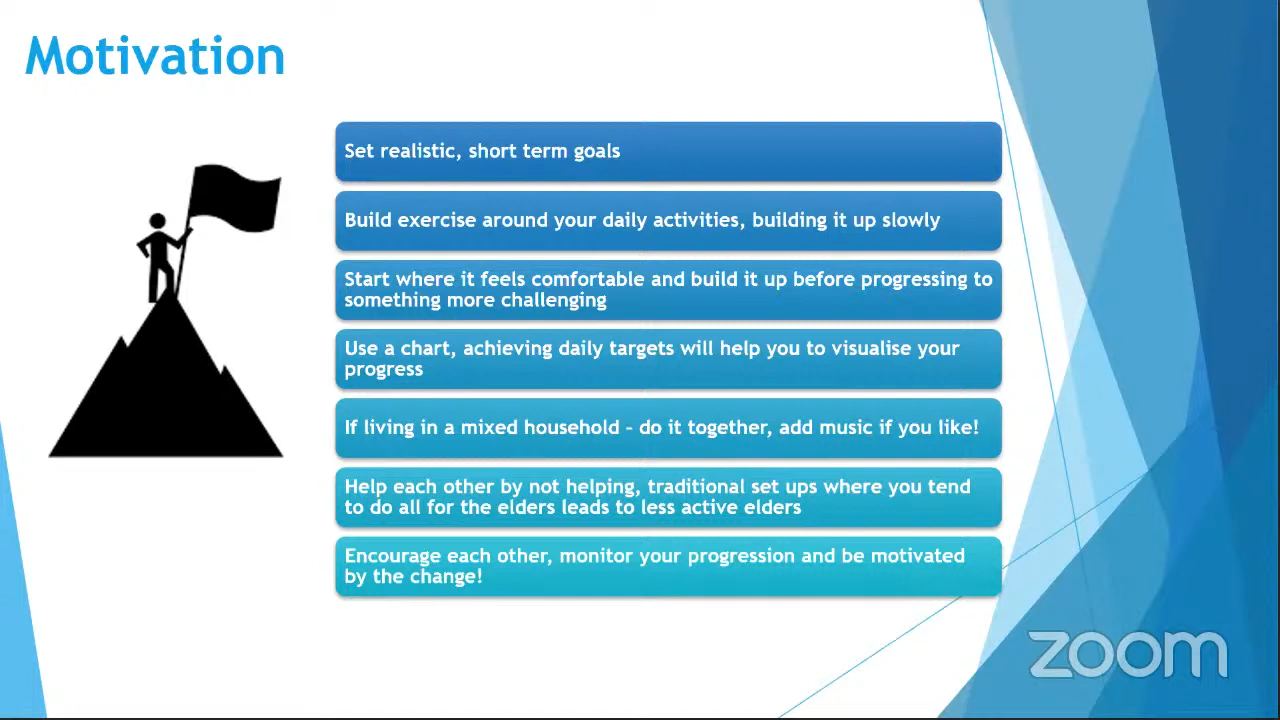 Motivation
Set realistic, short term goals
Build exercise around your daily activities, building it up slowly
Start where it feels comfortable and build it up before progressing to
something more challenging
Use a chart, achieving daily targets will help you to visualise your
progress
If living in a mixed household – do it together, add music if you like!
Help each other by not helping, traditional set ups where you tend
to do all for the elders leads to less active elders
Encourage each other, monitor your progression and be motivated
by the change!
zoom